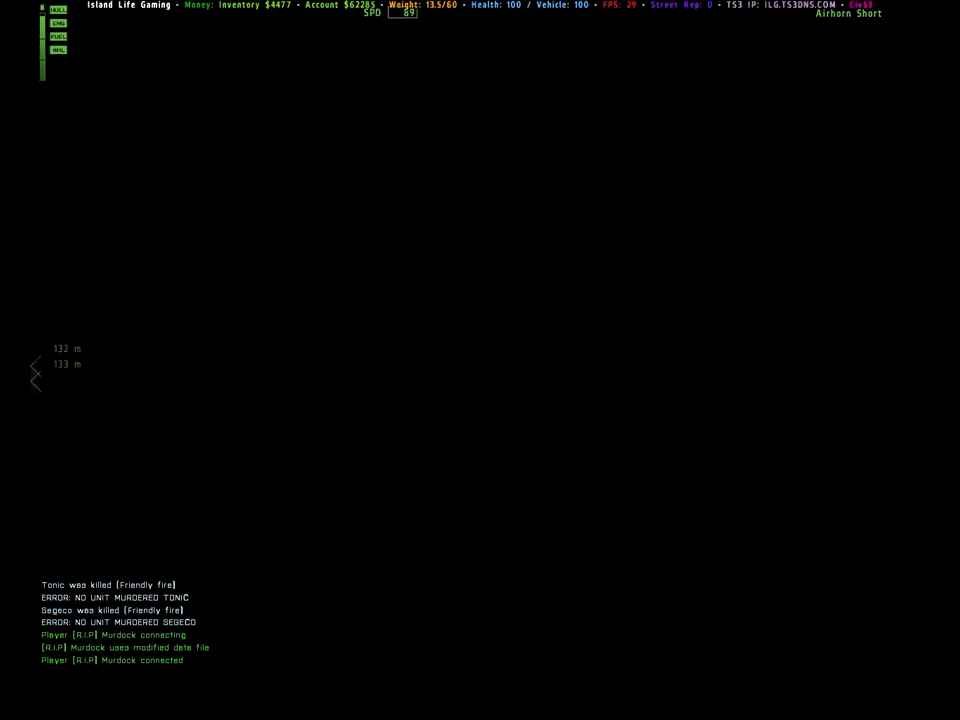 Island Life Gaming - Money: Inventory $4477 - Account $62285 - Weight: 13.5/60 - Health: 100 / Vehicle: 100 - FPS: 29 - Street Rep: 0 - TS3 IP: ILG.TS3DNS.COM - Civ53
HULL
SPD 89
Airhorn Short
ENG
FUEL
132 m
133 m
Tonic was killed (Friendly fire)
ERROR: NO UNIT MURDERED TONIC
Segeco was killed (Friendly fire)
ERROR: NO UNIT MURDERED SEGECO
Player [R.I.P] Murdock connecting
[R.I.P] Murdock uses modified data file
Player [R.I.P] Murdock connected